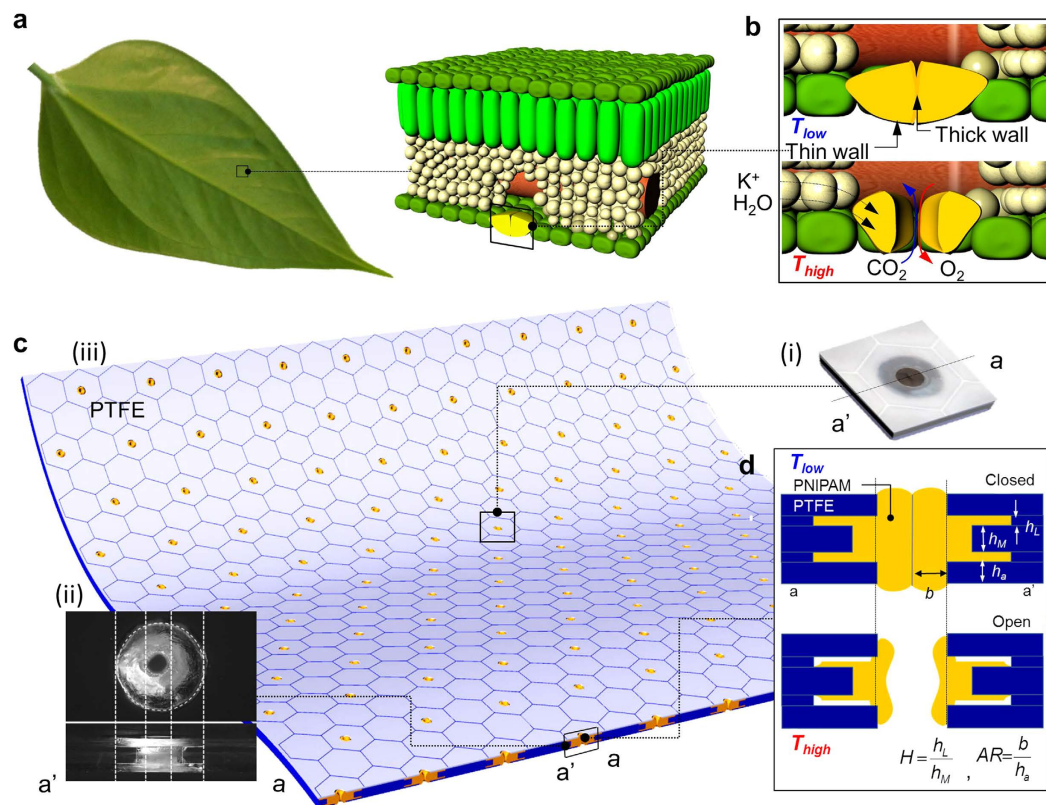 a
b
T_low
Thick wall
Thin wall
K⁺
H₂O
T_high
CO₂
O₂
c
(iii)
PTFE
(i)
a
a'
d
T_low
PNIPAM
Closed
PTFE
h_L
h_M
h_a
b
a
a'
Open
T_high
H = h_L / h_M , AR = b / h_a
(ii)
a'
a
a'
a